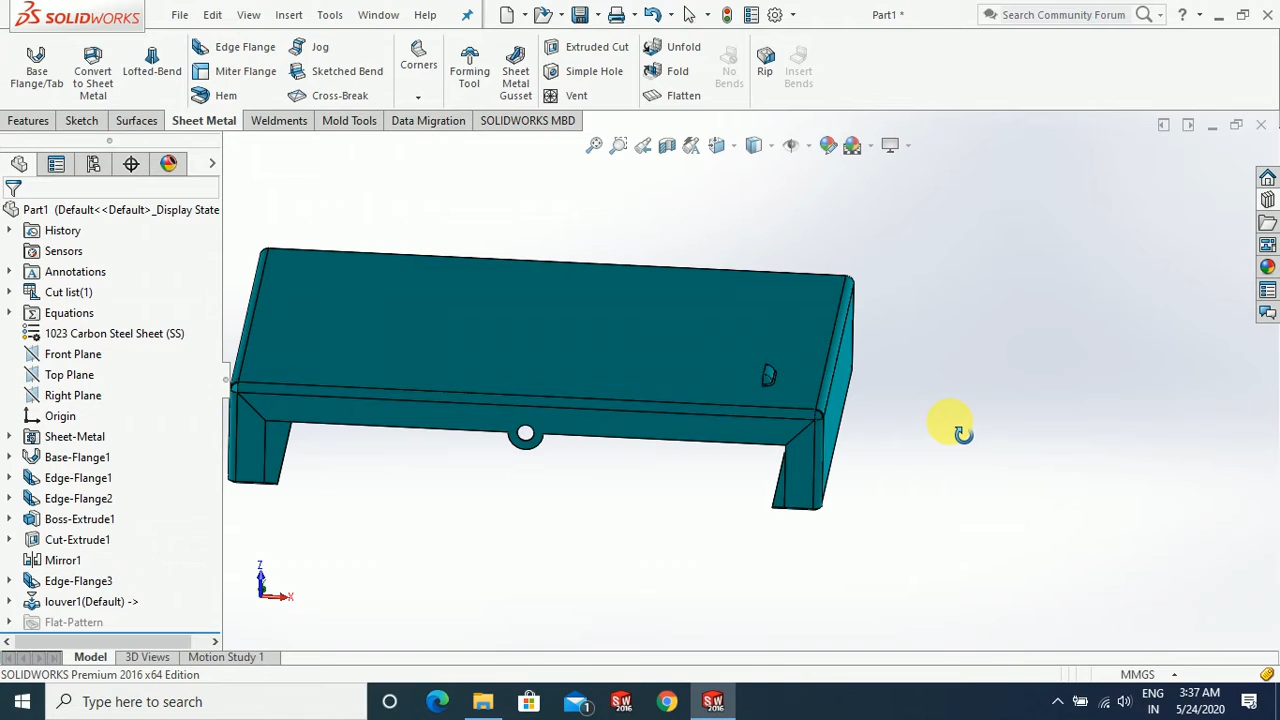 SOLIDWORKS File Edit View Insert Tools Window Help Part1 * Search Community Forum ?
Base Flange/Tab Convert to Sheet Metal Lofted-Bend Edge Flange Miter Flange Hem Jog Sketched Bend Cross-Break Corners Forming Tool Sheet Metal Gusset Extruded Cut Simple Hole Vent Unfold Fold Flatten No Bends Rip Insert Bends
Features Sketch Surfaces Sheet Metal Weldments Mold Tools Data Migration SOLIDWORKS MBD
Part1 (Default<<Default>_Display State
History
Sensors
Annotations
Cut list(1)
Equations
1023 Carbon Steel Sheet (SS)
Front Plane
Top Plane
Right Plane
Origin
Sheet-Metal
Base-Flange1
Edge-Flange1
Edge-Flange2
Boss-Extrude1
Cut-Extrude1
Mirror1
Edge-Flange3
louver1(Default) ->
Flat-Pattern
Z
X
Model 3D Views Motion Study 1
SOLIDWORKS Premium 2016 x64 Edition MMGS
Type here to search 1 SW 2016 SW 2016 ENG IN 3:37 AM 5/24/2020